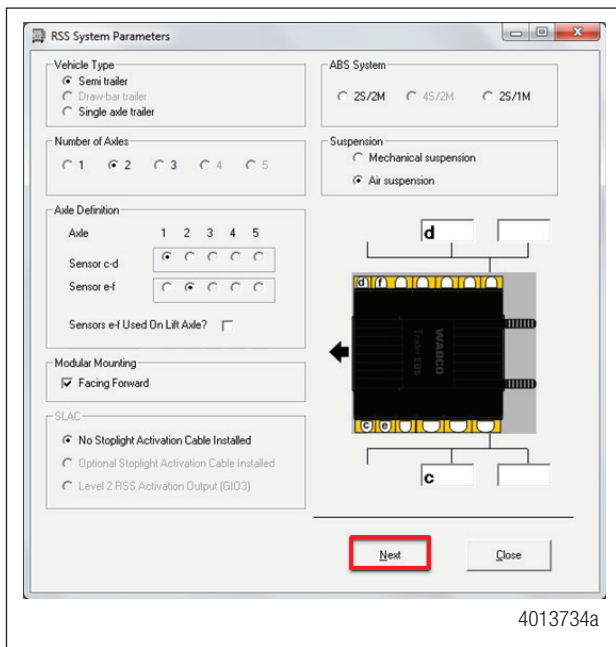 RSS System Parameters
Vehicle Type
Semi trailer
Draw-bar trailer
Single axle trailer
ABS System
2S/2M 4S/2M 2S/1M
Number of Axles
1 2 3 4 5
Suspension
Mechanical suspension
Air suspension
Axle Definition
Axle 1 2 3 4 5
Sensor c-d
Sensor e-f
Sensors e-f Used On Lift Axle?
d
d f
WABCO
Trailer EBS
c e
c
Modular Mounting
Facing Forward
SLAC
No Stoplight Activation Cable Installed
Optional Stoplight Activation Cable Installed
Level 2 RSS Activation Output (GIO3)
Next Close
4013734a